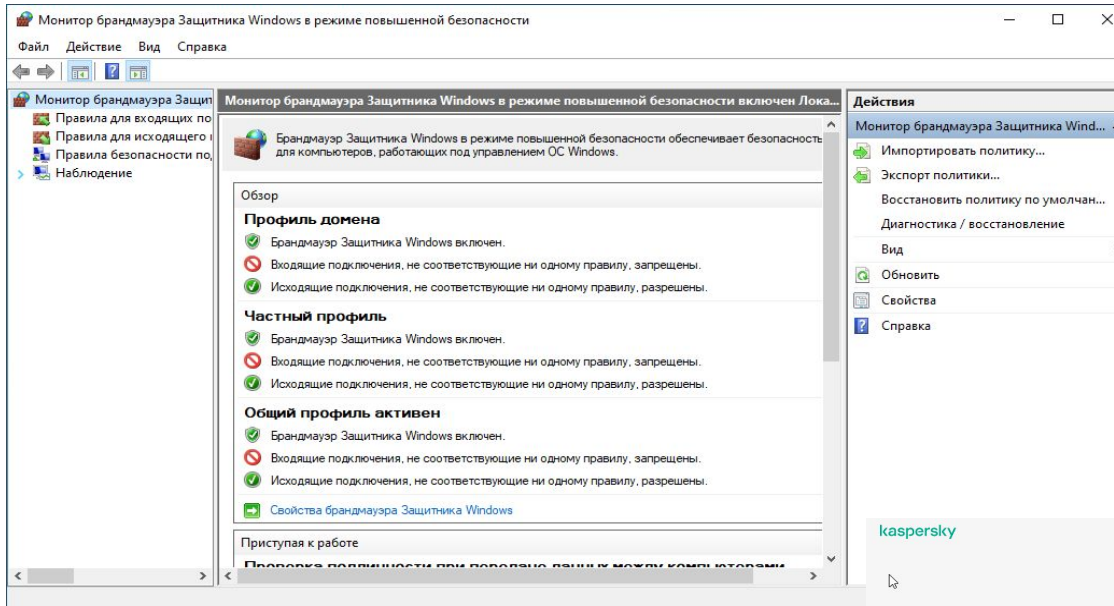 Монитор брандмауэра Защитника Windows в режиме повышенной безопасности
Файл Действие Вид Справка
Монитор брандмауэра Защит
Правила для входящих по
Правила для исходящего
Правила безопасности по
Наблюдение
Монитор брандмауэра Защитника Windows в режиме повышенной безопасности включен Лока...
Брандмауэр Защитника Windows в режиме повышенной безопасности обеспечивает безопасность
для компьютеров, работающих под управлением ОС Windows.
Обзор
Профиль домена
Брандмауэр Защитника Windows включен.
Входящие подключения, не соответствующие ни одному правилу, запрещены.
Исходящие подключения, не соответствующие ни одному правилу, разрешены.
Частный профиль
Брандмауэр Защитника Windows включен.
Входящие подключения, не соответствующие ни одному правилу, запрещены.
Исходящие подключения, не соответствующие ни одному правилу, разрешены.
Общий профиль активен
Брандмауэр Защитника Windows включен.
Входящие подключения, не соответствующие ни одному правилу, запрещены.
Исходящие подключения, не соответствующие ни одному правилу, разрешены.
Свойства брандмауэра Защитника Windows
Приступая к работе
Проверка подлинности при передаче данных между компьютерами
Действия
Монитор брандмауэра Защитника Wind...
Импортировать политику...
Экспорт политики...
Восстановить политику по умолчан...
Диагностика / восстановление
Вид
Обновить
Свойства
Справка
kaspersky